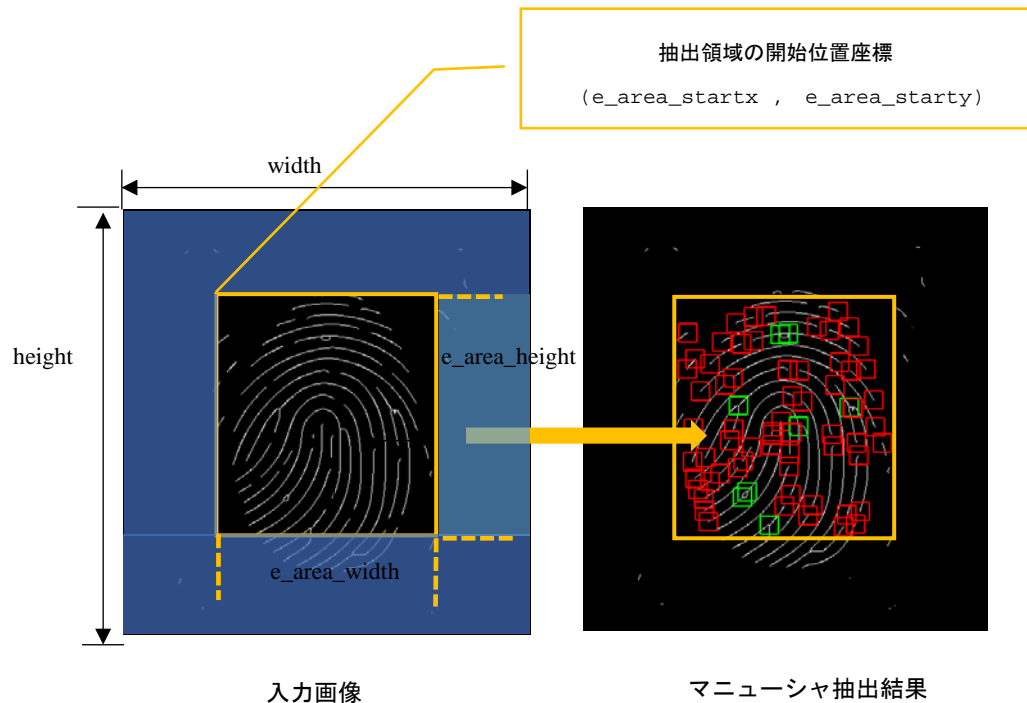 抽出領域の開始位置座標
(e_area_startx , e_area_starty)
width
height
e_area_height
e_area_width
入力画像
マニューシャ抽出結果